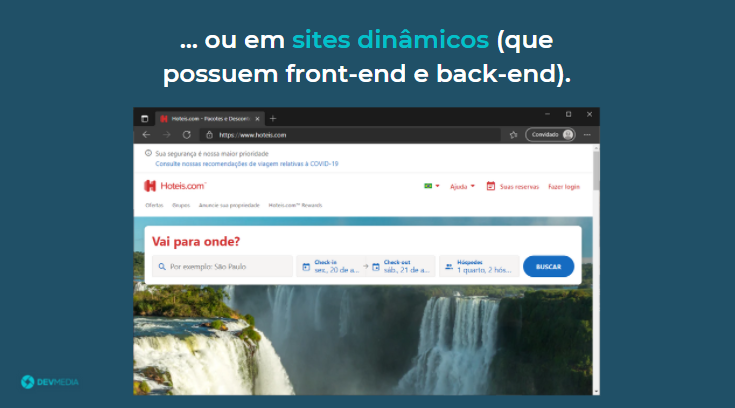 ... ou em sites dinâmicos (que
possuem front-end e back-end).
Hoteis.com - Pacotes e Descont
https://www.hoteis.com
Convidado
Sua segurança é nossa maior prioridade
Consulte nossas recomendações de viagem relativas à COVID-19
Hoteis.com
Ajuda
Suas reservas
Fazer login
Ofertas Grupos Anuncie sua propriedade Hoteis.com™ Rewards
Vai para onde?
Por exemplo: São Paulo
Check-in
sex., 20 de a...
Check-out
sáb., 21 de a...
Hóspedes
1 quarto, 2 hós...
BUSCAR
DEVMEDIA